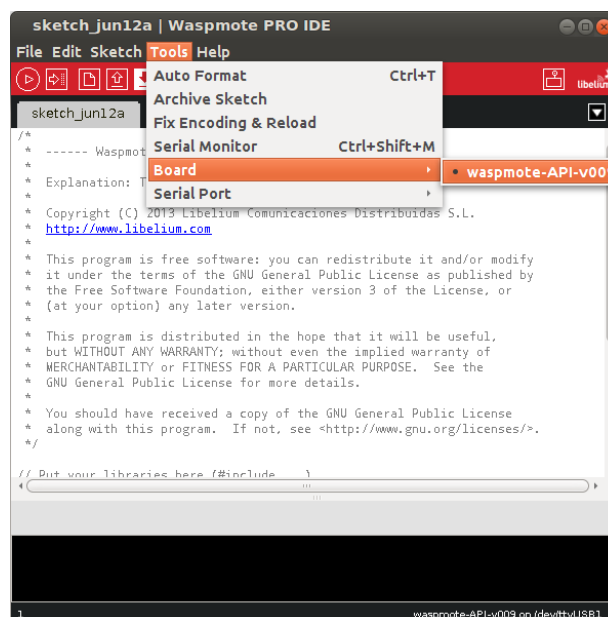 sketch_jun12a | Waspmote PRO IDE
File Edit Sketch Tools Help
libelium
sketch_jun12a
Auto Format Ctrl+T
Archive Sketch
Fix Encoding & Reload
Serial Monitor Ctrl+Shift+M
Board
waspmote-API-v009
Serial Port
/*
* ------ Waspmot
*
* Explanation: T
*
* Copyright (C) 2013 Libelium Comunicaciones Distribuidas S.L.
* http://www.libelium.com
*
* This program is free software: you can redistribute it and/or modify
* it under the terms of the GNU General Public License as published by
* the Free Software Foundation, either version 3 of the License, or
* (at your option) any later version.
*
* This program is distributed in the hope that it will be useful,
* but WITHOUT ANY WARRANTY; without even the implied warranty of
* MERCHANTABILITY or FITNESS FOR A PARTICULAR PURPOSE. See the
* GNU General Public License for more details.
*
* You should have received a copy of the GNU General Public License
* along with this program. If not, see <http://www.gnu.org/licenses/>.
*/
// Put your libraries here (#include ...)
1
waspmote-API-v009 on /dev/ttyUSB1